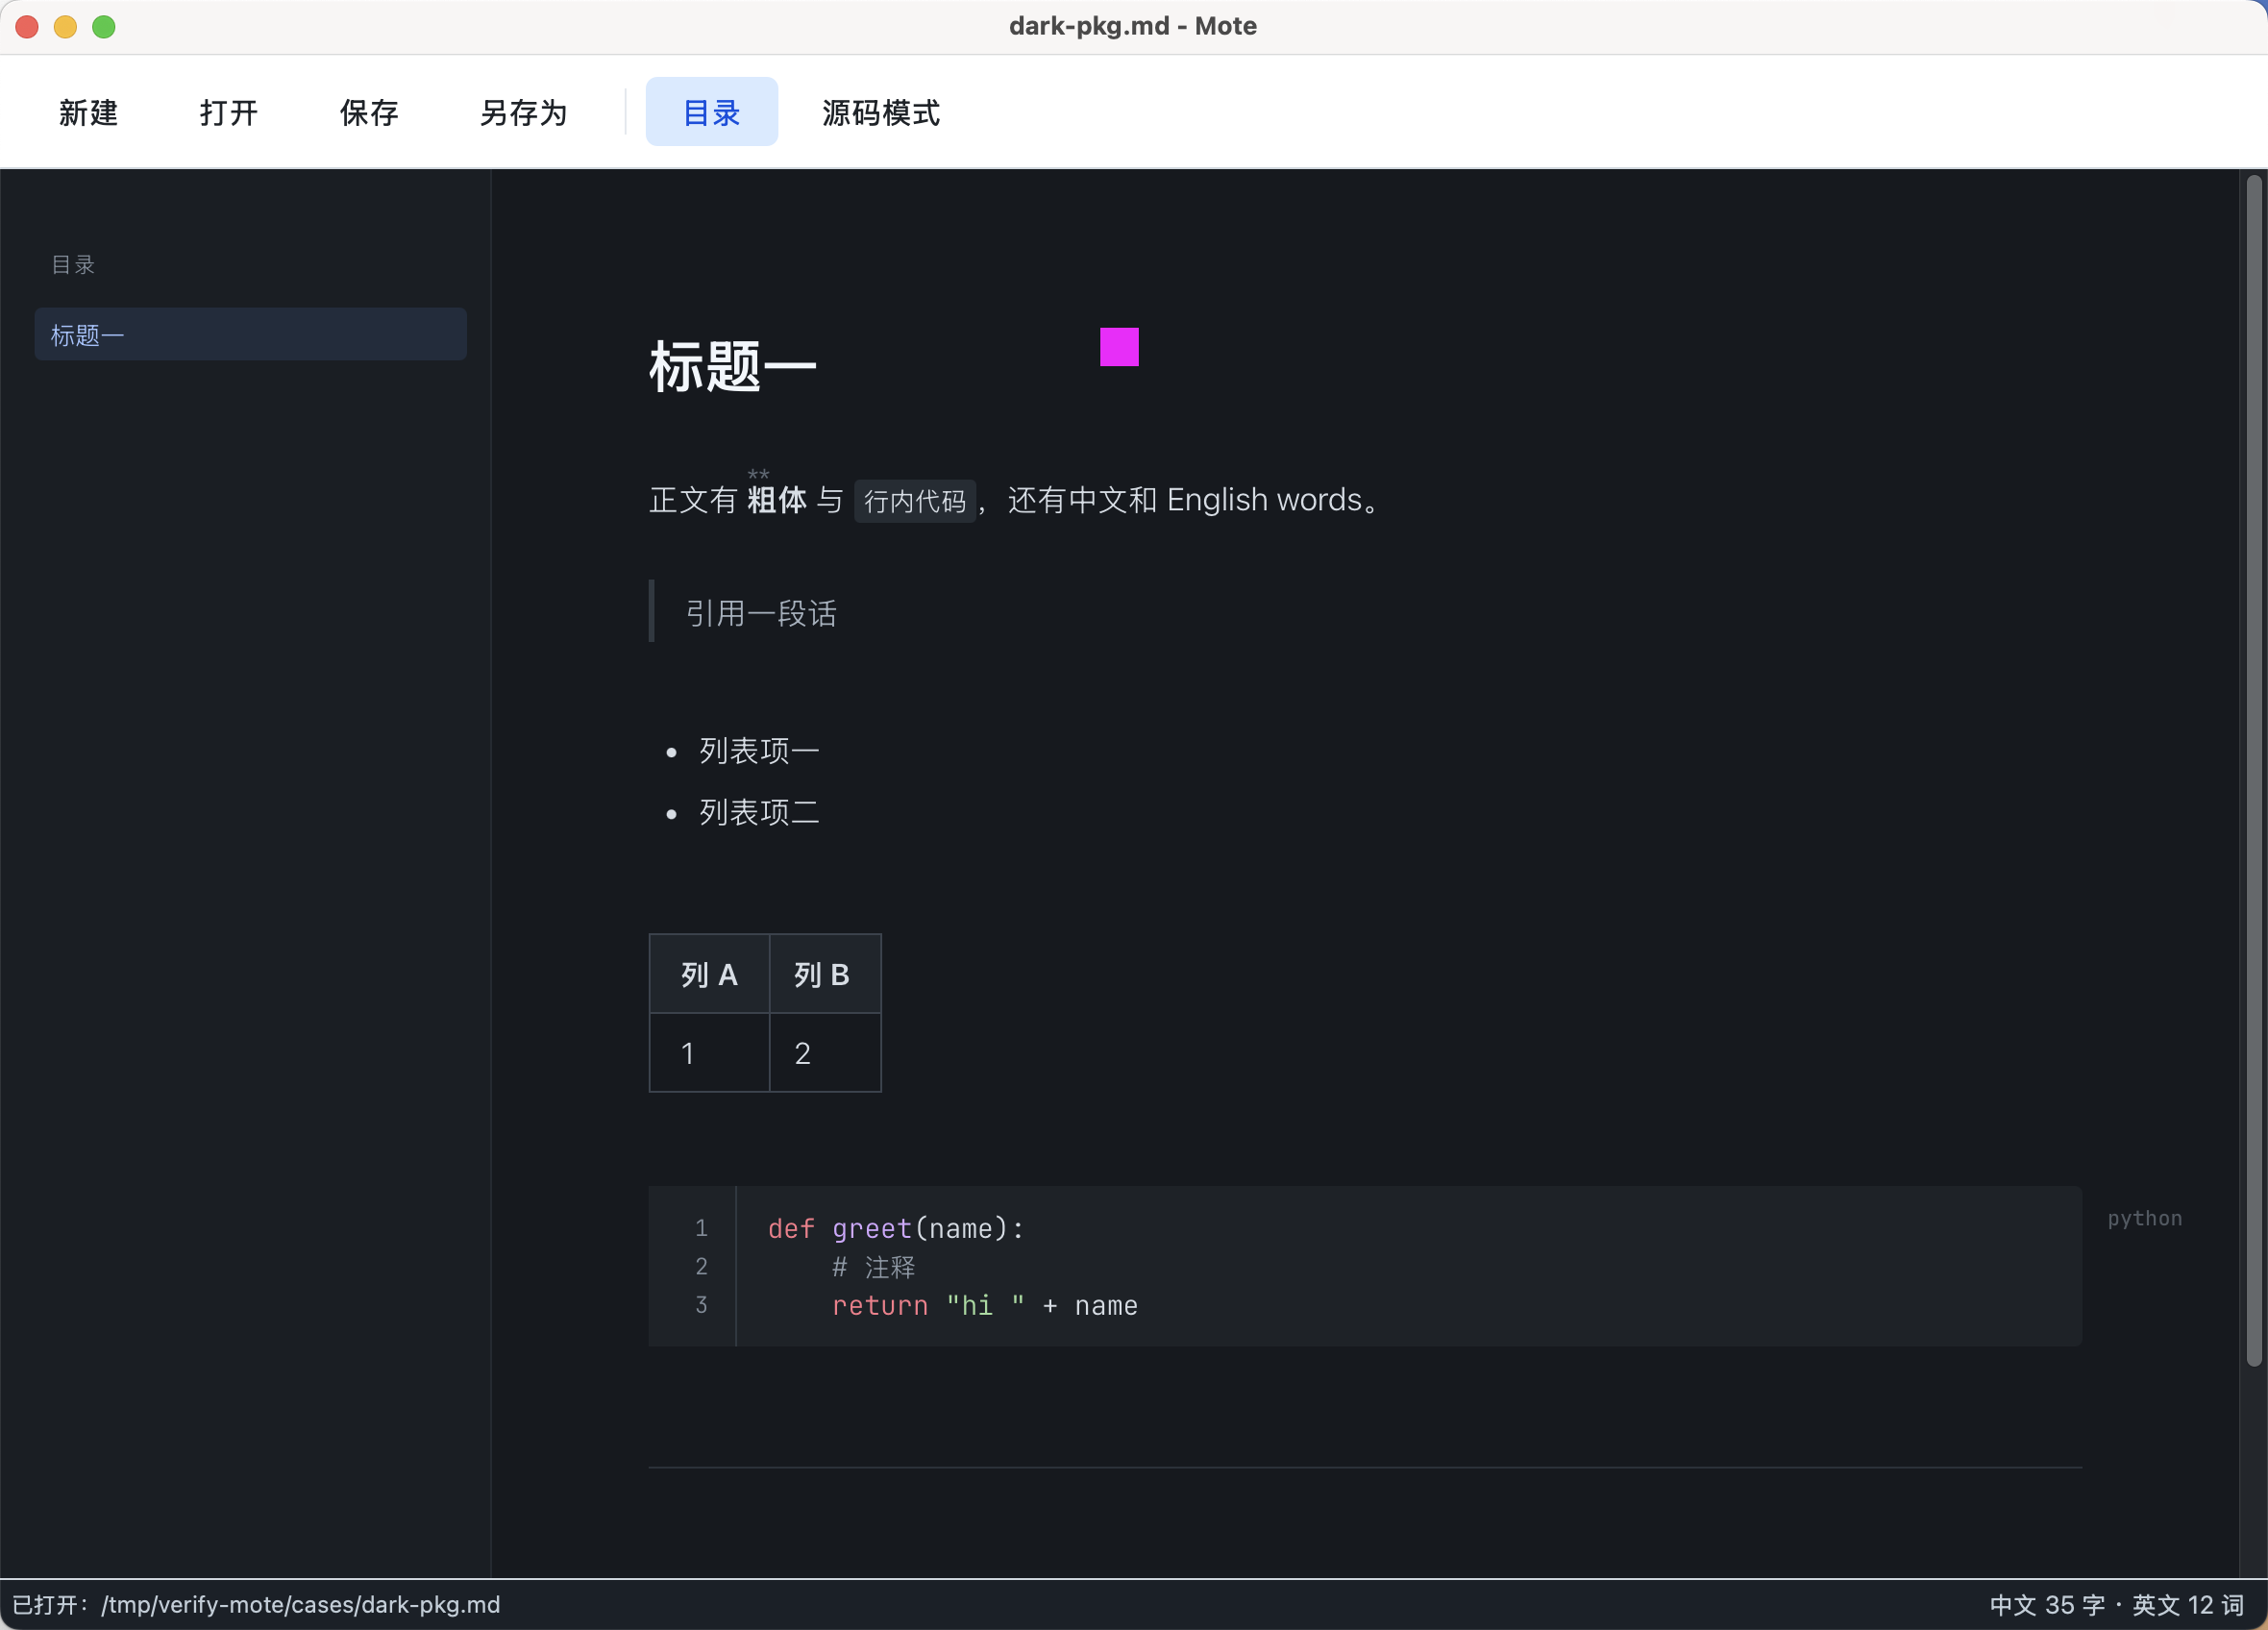 dark-pkg.md - Mote
新建 打开 保存 另存为 目录 源码模式
目录
标题一
标题一
**
正文有 粗体 与 行内代码，还有中文和 English words。
引用一段话
列表项一
列表项二
列 A 列 B
1 2
python
1 def greet(name):
2 # 注释
3 return "hi " + name
已打开：/tmp/verify-mote/cases/dark-pkg.md
中文 35 字 · 英文 12 词